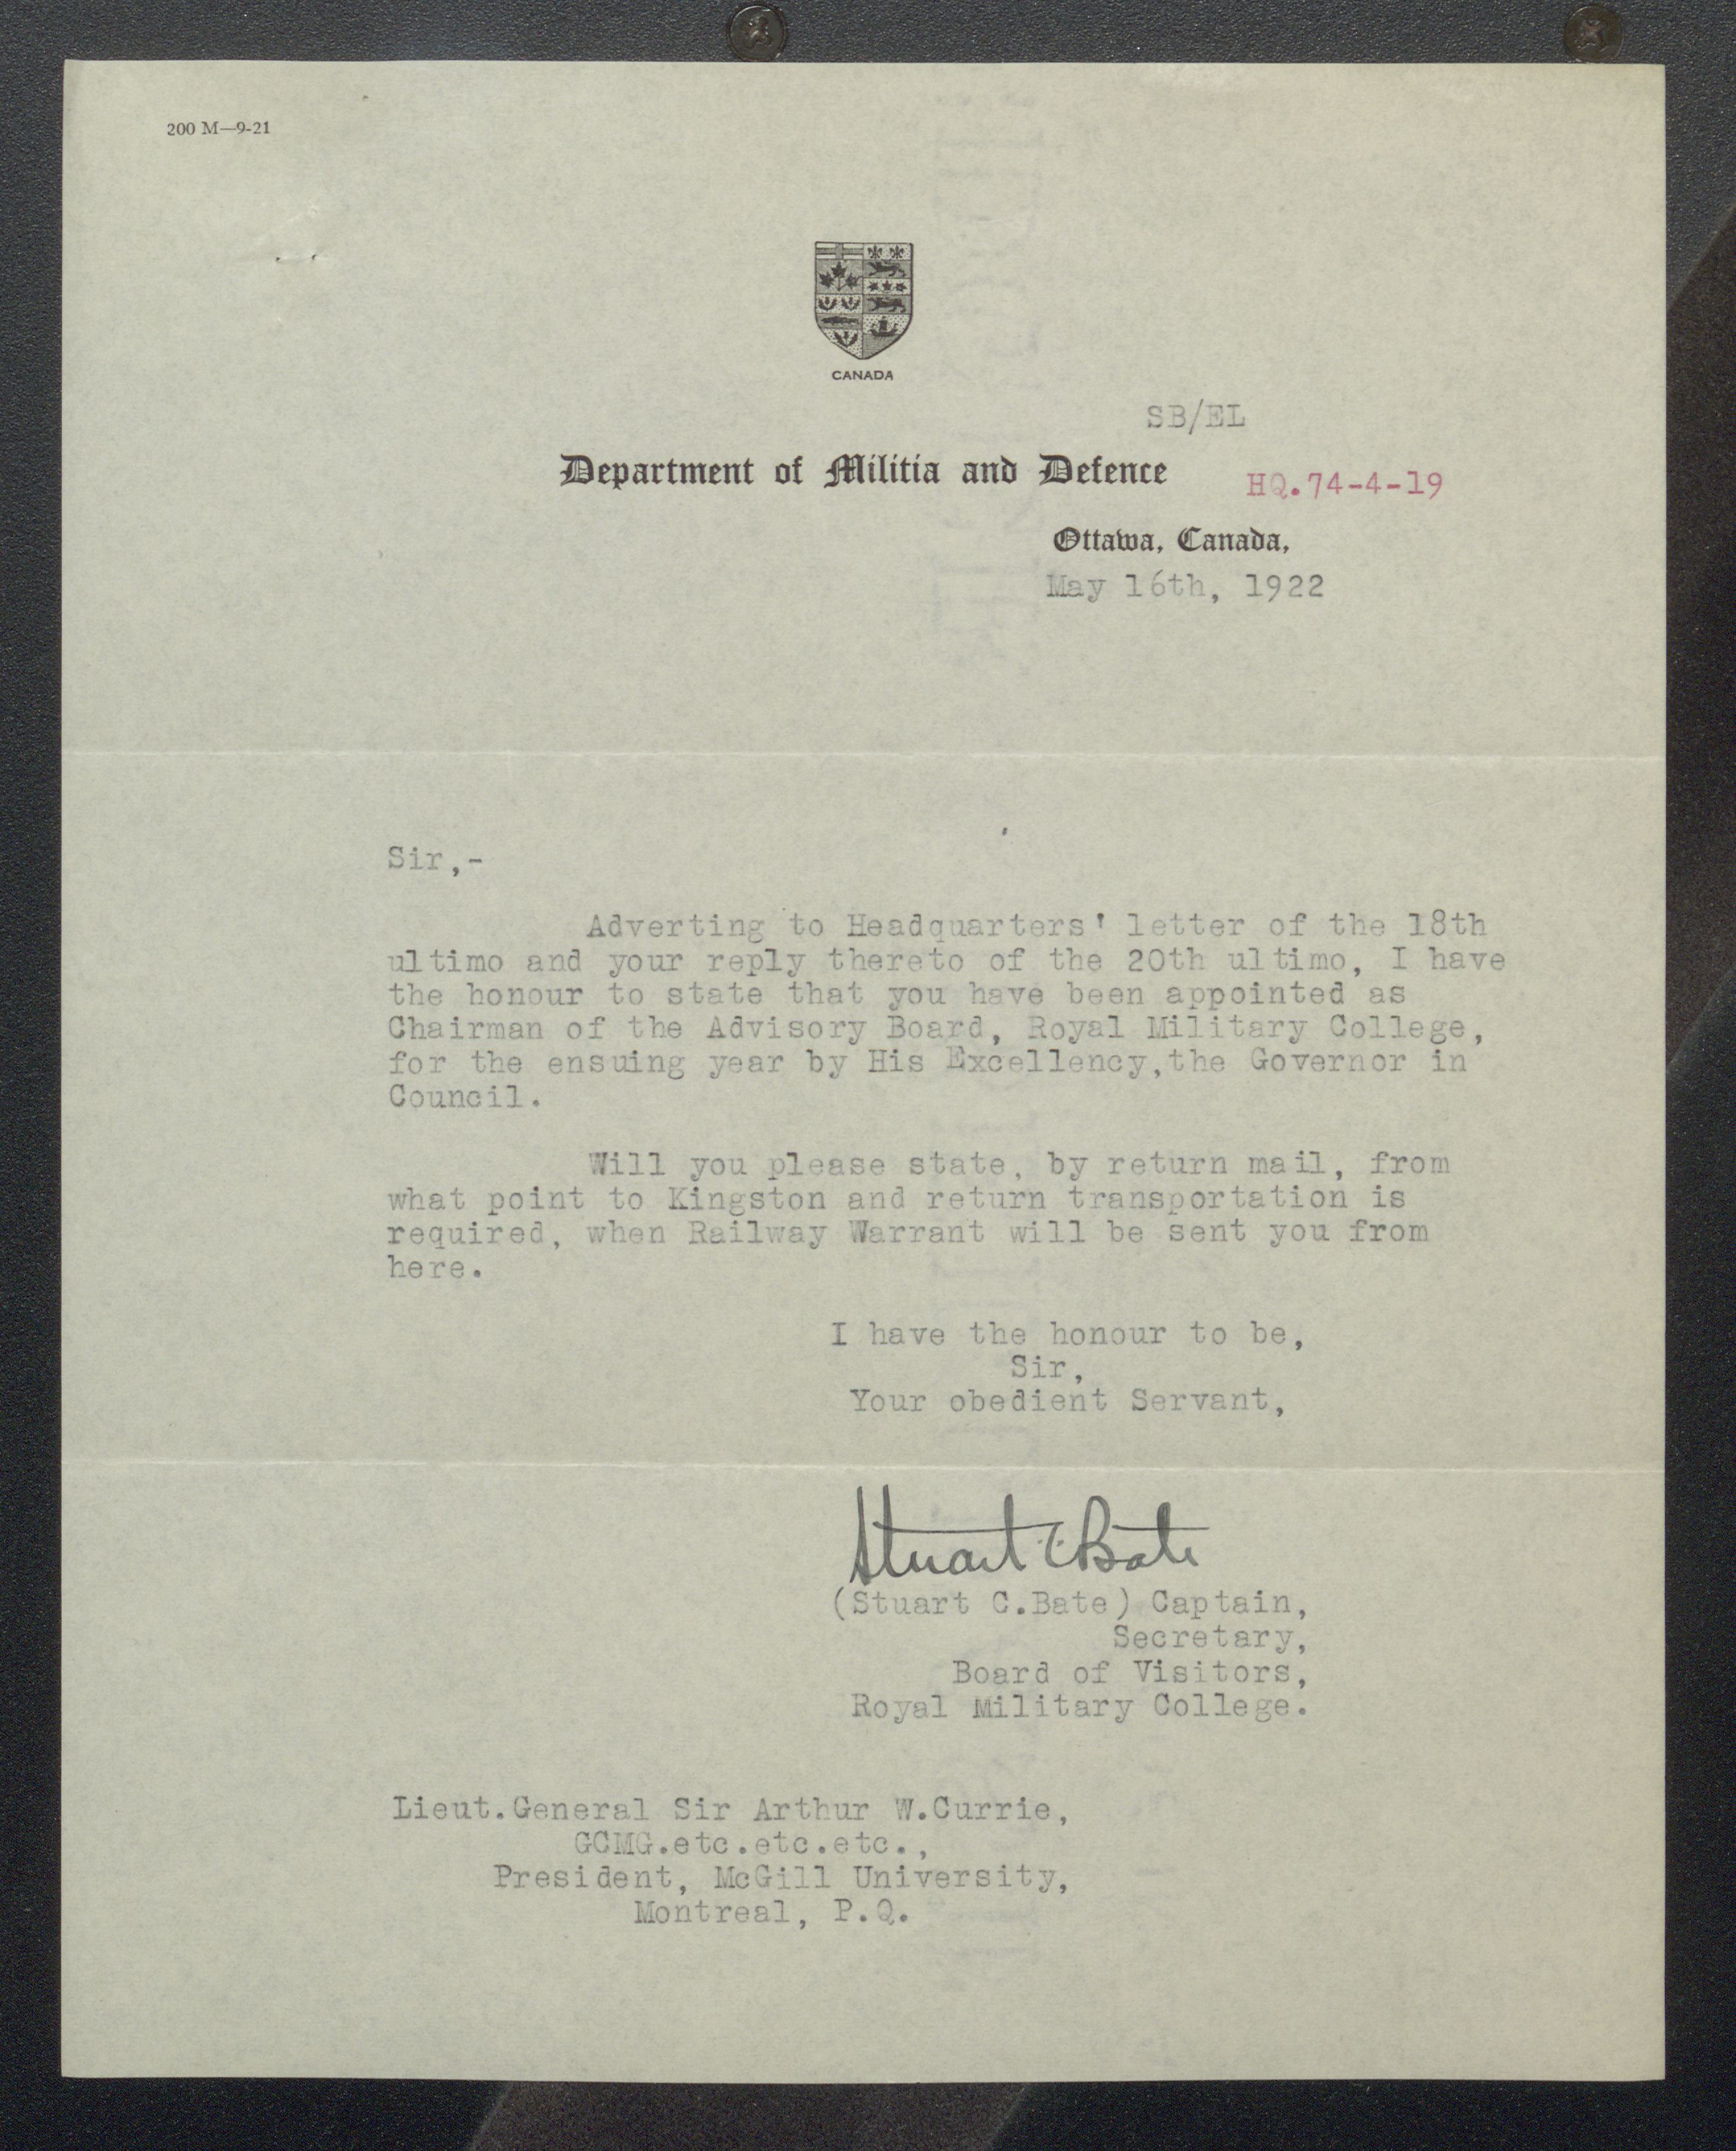 200 M—9-21
CANADA
SB/EL
Department of Militia and Defence
HQ.74-4-19
Ottawa, Canada,
May 16th, 1922
Sir,-
Adverting to Headquarters' letter of the 18th
ultimo and your reply thereto of the 20th ultimo, I have
the honour to state that you have been appointed as
Chairman of the Advisory Board, Royal Military College,
for the ensuing year by His Excellency,the Governor in
Council.
Will you please state, by return mail, from
what point to Kingston and return transportation is
required, when Railway Warrant will be sent you from
here.
I have the honour to be,
Sir,
Your obedient Servant,
Stuart C Bate
(Stuart C.Bate) Captain,
Secretary,
Board of Visitors,
Royal Military College.
Lieut.General Sir Arthur W.Currie,
GCMG.etc.etc.etc.,
President, McGill University,
Montreal, P.Q.